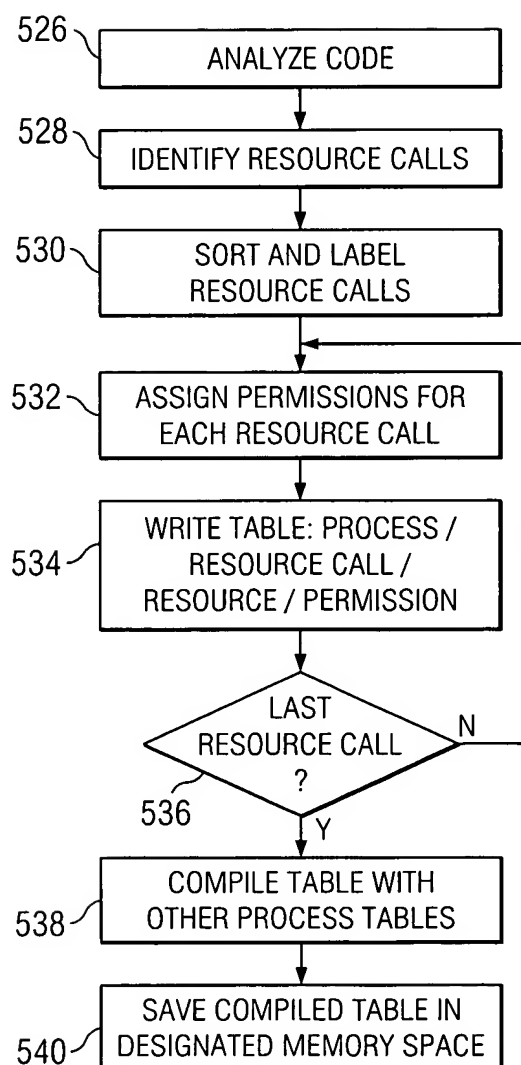 526
ANALYZE CODE
528
IDENTIFY RESOURCE CALLS
530
SORT AND LABEL
RESOURCE CALLS
532
ASSIGN PERMISSIONS FOR
EACH RESOURCE CALL
534
WRITE TABLE: PROCESS /
RESOURCE CALL /
RESOURCE / PERMISSION
LAST
RESOURCE CALL
?
N
536
Y
538
COMPILE TABLE WITH
OTHER PROCESS TABLES
540
SAVE COMPILED TABLE IN
DESIGNATED MEMORY SPACE